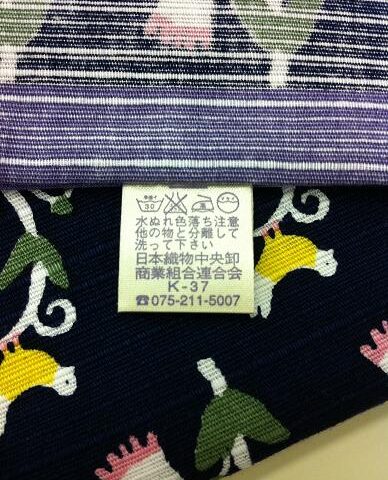 30
水ぬれ色落ち注意
他の物と分離して
洗って下さい
日本織物中央卸
商業組合連合会
K-37
☎075-211-5007